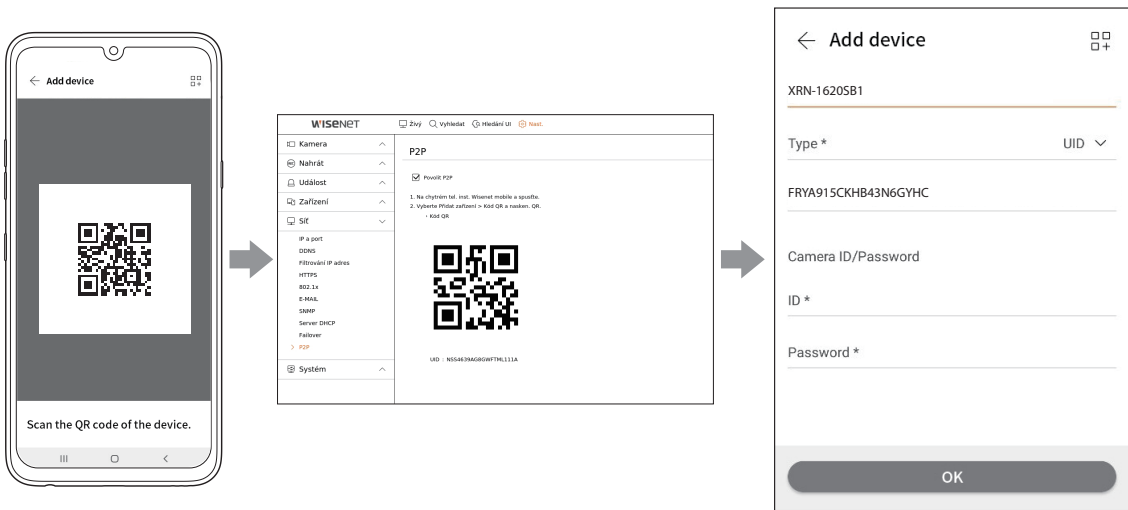 Add device
Scan the QR code of the device.
WISENET
Živý Vyhledat Hledání UI Nast.
Kamera
Nahrát
Událost
Zařízení
Síť
IP a port
DDNS
Filtrování IP adres
HTTPS
802.1x
E-MAIL
SNMP
Server DHCP
Failover
P2P
Systém
P2P
Povolit P2P
1. Na chytrém tel. inst. Wisenet mobile a spusťte.
2. Vyberte Přidat zařízení > Kód QR a nasken. QR.
- Kód QR
UID : NSS4639AG8GWFTML111A
Add device
XRN-1620SB1
Type * UID
FRYA915CKHB43N6GYHC
Camera ID/Password
ID *
Password *
OK